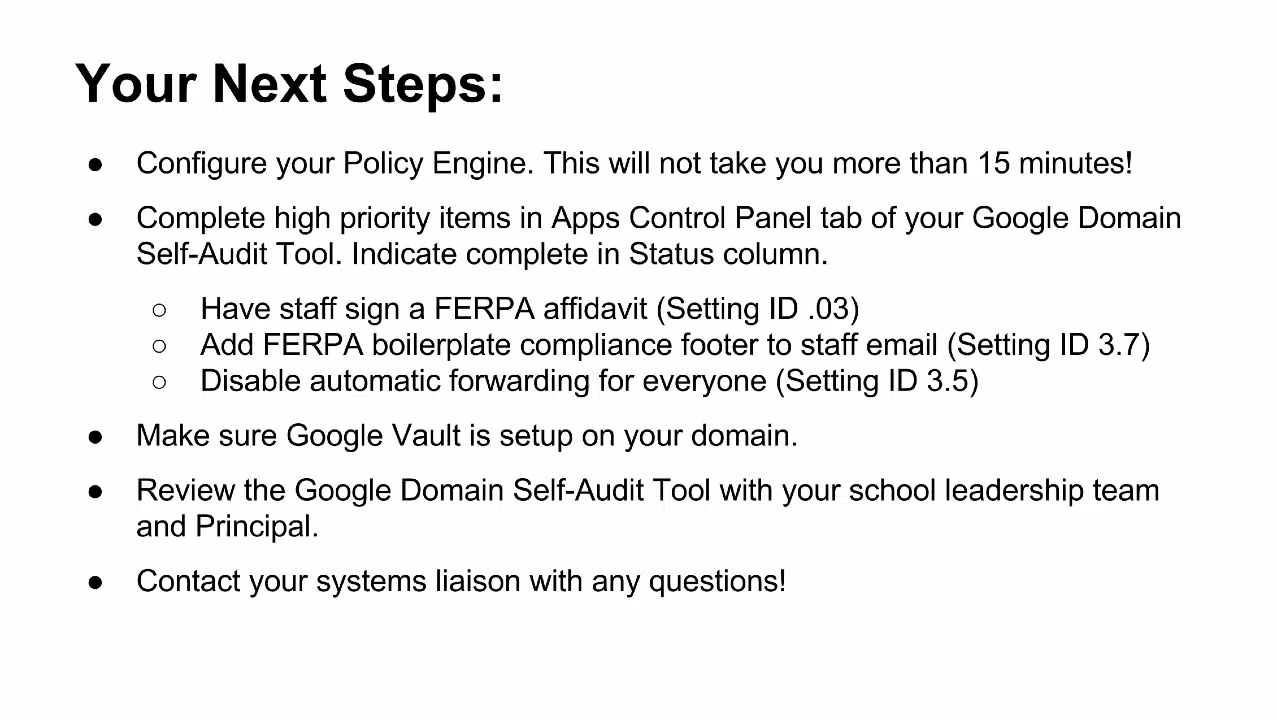 Your Next Steps:
● Configure your Policy Engine. This will not take you more than 15 minutes!
● Complete high priority items in Apps Control Panel tab of your Google Domain
Self-Audit Tool. Indicate complete in Status column.
○ Have staff sign a FERPA affidavit (Setting ID .03)
○ Add FERPA boilerplate compliance footer to staff email (Setting ID 3.7)
○ Disable automatic forwarding for everyone (Setting ID 3.5)
● Make sure Google Vault is setup on your domain.
● Review the Google Domain Self-Audit Tool with your school leadership team
and Principal.
● Contact your systems liaison with any questions!